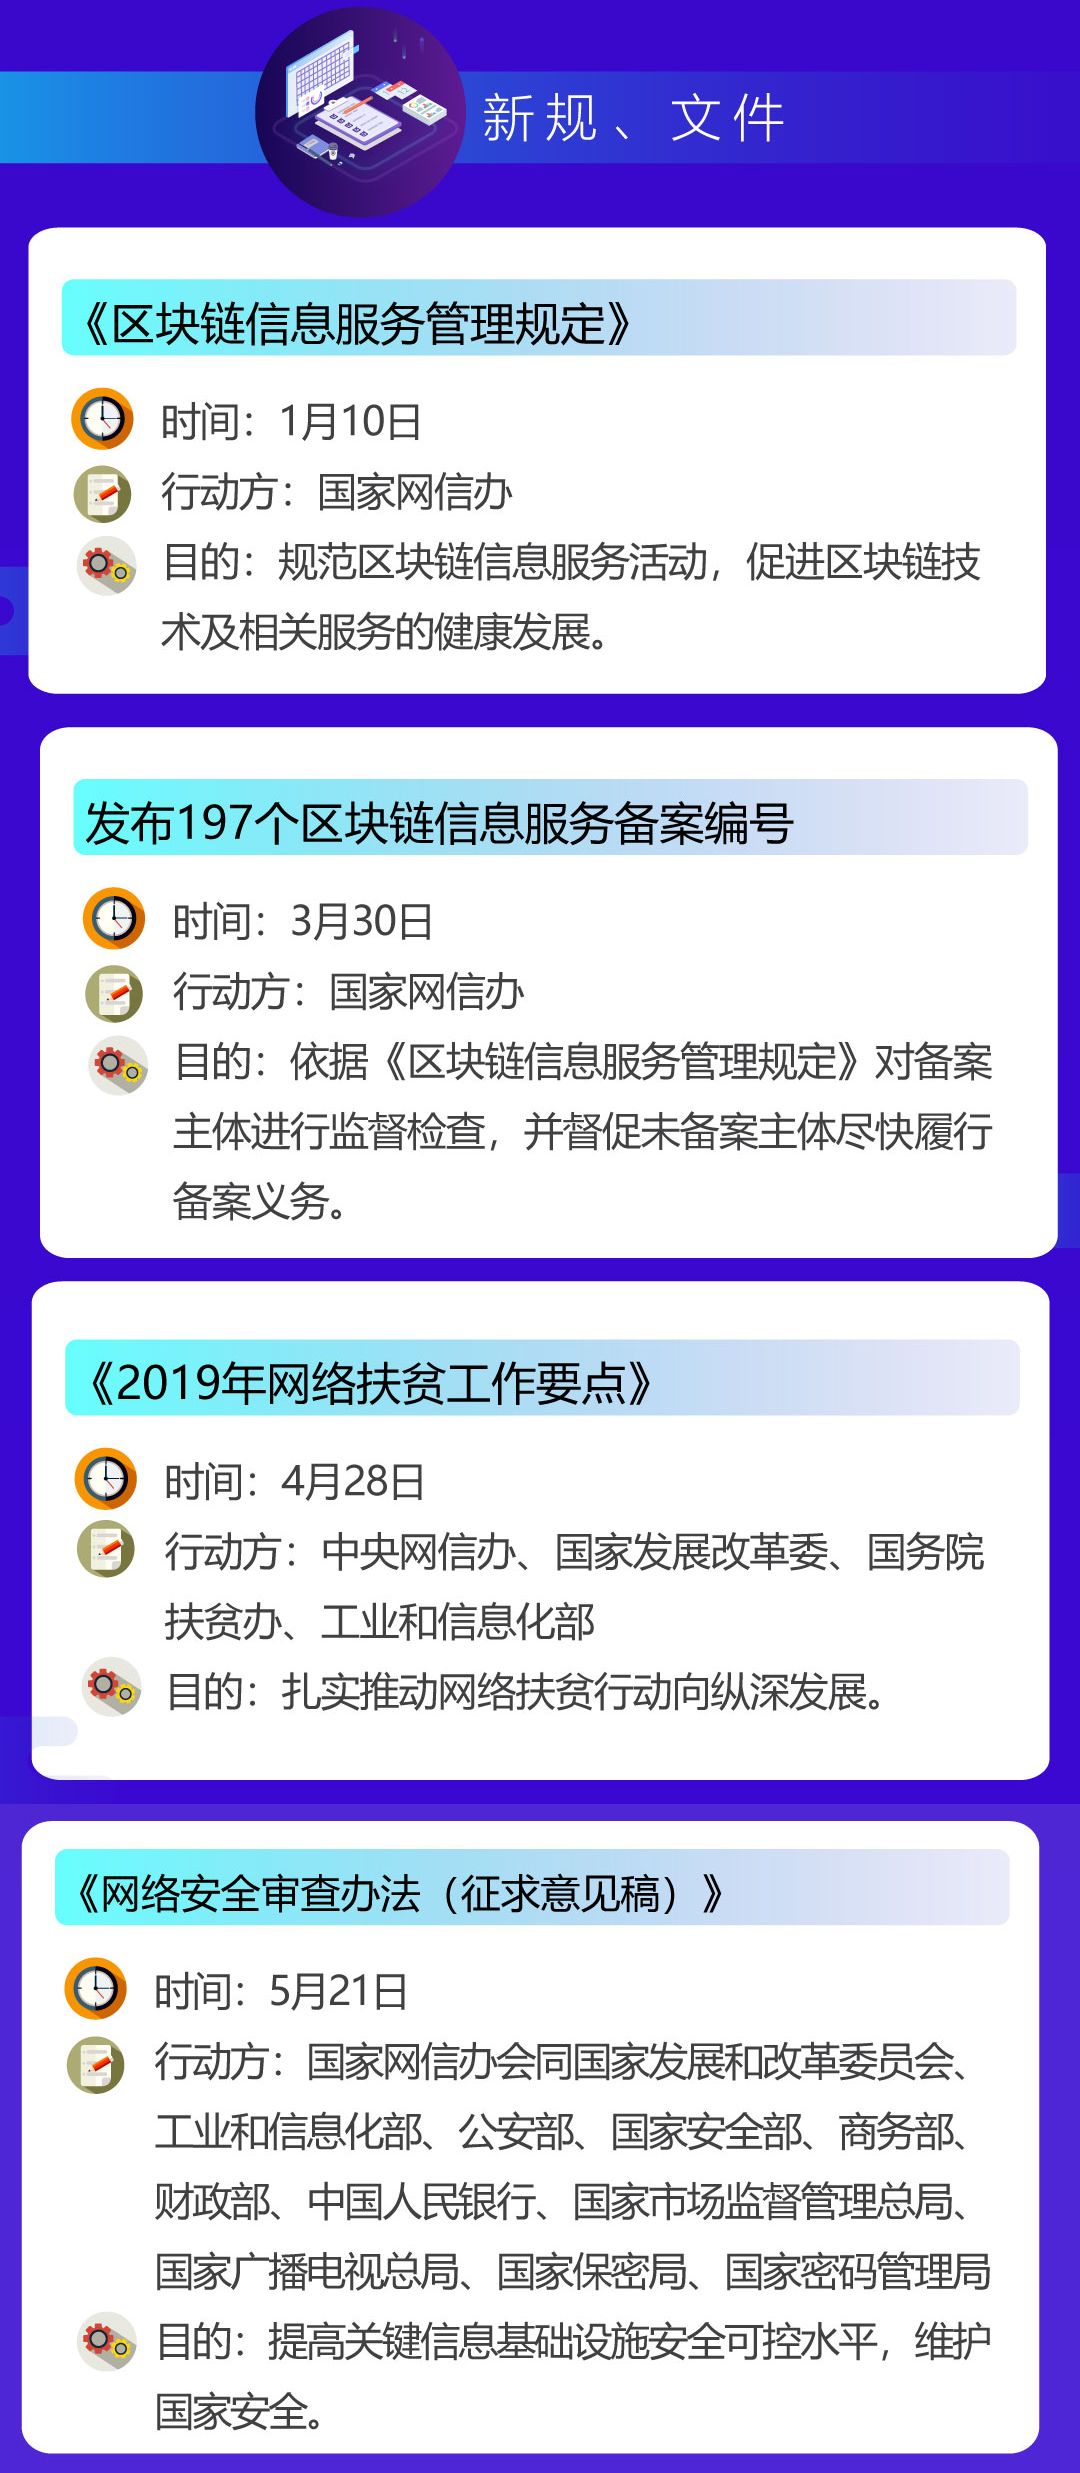 新规、文件
《区块链信息服务管理规定》
时间：1月10日
行动方：国家网信办
目的：规范区块链信息服务活动，促进区块链技
术及相关服务的健康发展。
发布197个区块链信息服务备案编号
时间：3月30日
行动方：国家网信办
目的：依据《区块链信息服务管理规定》对备案
主体进行监督检查，并督促未备案主体尽快履行
备案义务。
《2019年网络扶贫工作要点》
时间：4月28日
行动方：中央网信办、国家发展改革委、国务院
扶贫办、工业和信息化部
目的：扎实推动网络扶贫行动向纵深发展。
《网络安全审查办法（征求意见稿）》
时间：5月21日
行动方：国家网信办会同国家发展和改革委员会、
工业和信息化部、公安部、国家安全部、商务部、
财政部、中国人民银行、国家市场监督管理总局、
国家广播电视总局、国家保密局、国家密码管理局
目的：提高关键信息基础设施安全可控水平，维护
国家安全。